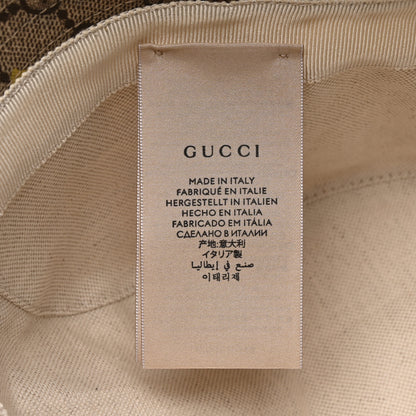 GUCCI
MADE IN ITALY
FABRIQUÉ EN ITALIE
HERGESTELLT IN ITALIEN
HECHO EN ITALIA
FABRICADO EM ITÁLIA
СДЕЛАНО В ИТАЛИИ
产地:意大利
イタリア製
صنع في إيطاليا
이태리제